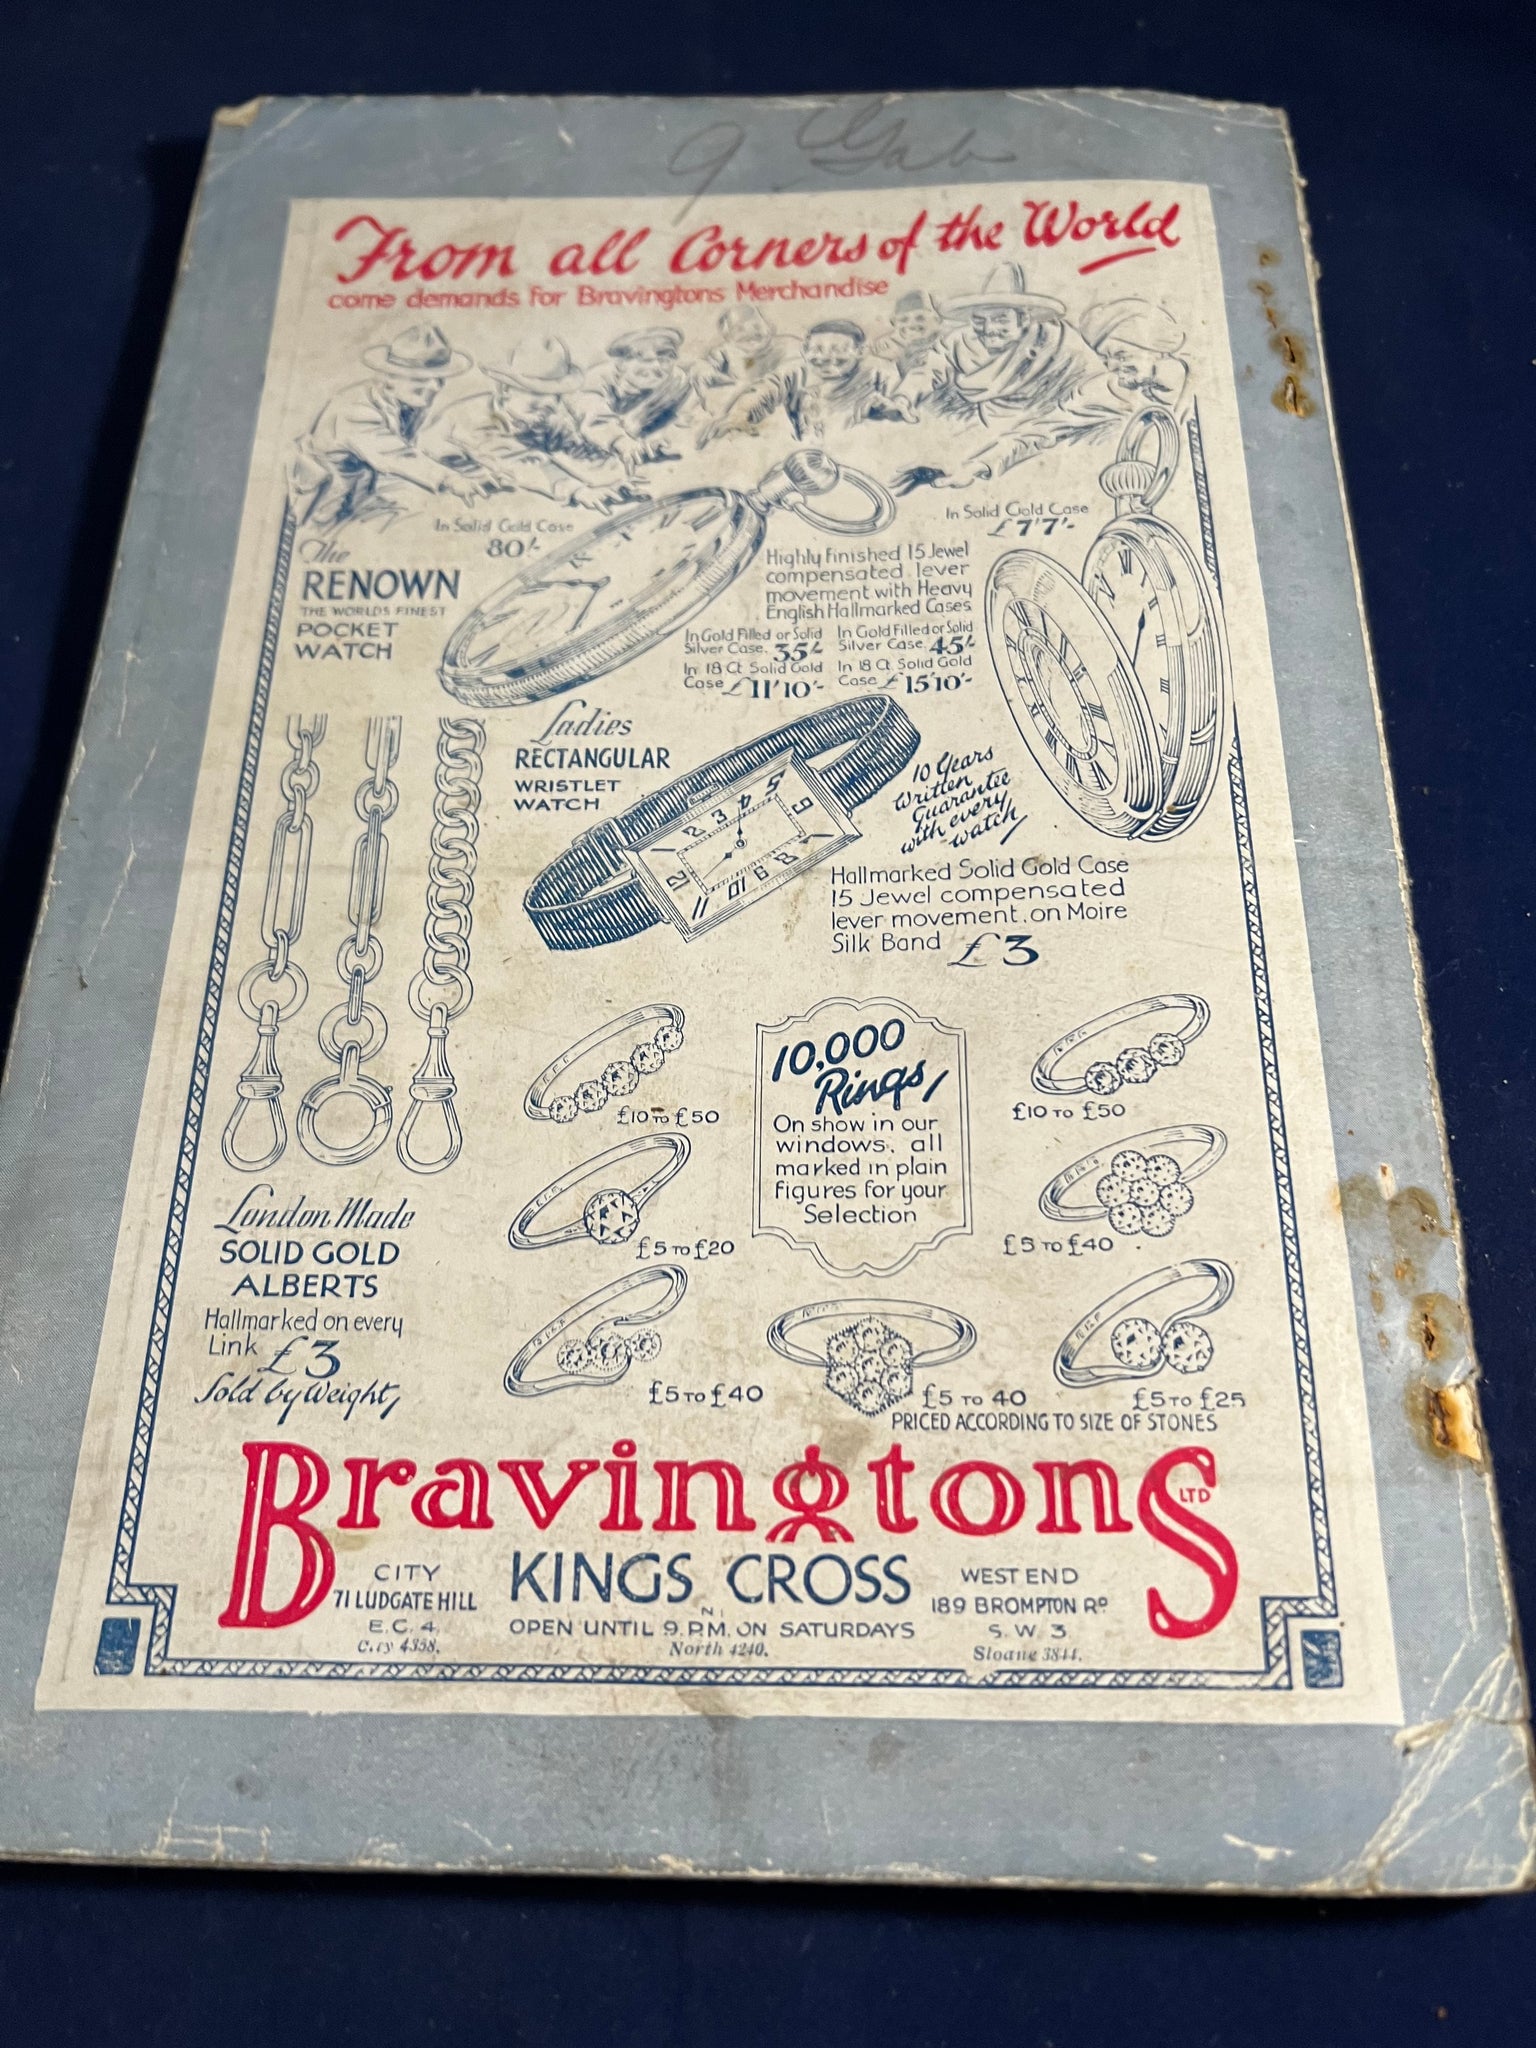 From all Corners of the World
come demands for Bravingtons Merchandise
In Solid Gold Case
80/-
The
RENOWN
THE WORLDS FINEST
POCKET
WATCH
In Solid Gold Case
£7'7'-
Highly Finished 15 Jewel
compensated lever
movement with Heavy
English Hallmarked Cases
In Gold Filled or Solid
Silver Case. 35/-
In 18 Ct. Solid Gold
Case £11'10'-
In Gold Filled or Solid
Silver Case. 45/-
In 18 Ct. Solid Gold
Case £15'10'-
Ladies
RECTANGULAR
WRISTLET
WATCH
10 Years
Written
Guarantee
with every
watch
Hallmarked Solid Gold Case
15 Jewel compensated
lever movement. on Moire
Silk Band £3
London Made
SOLID GOLD
ALBERTS
Hallmarked on every
Link £3
Sold by Weight
£10 TO £50
£5 TO £20
£5 TO £40
10,000
Rings
On show in our
windows. all
marked in plain
figures for your
Selection
£10 TO £50
£5 TO £40
£5 TO 40
£5 TO £25
PRICED ACCORDING TO SIZE OF STONES
Bravingtons LTD
CITY
71 LUDGATE HILL
E.C. 4.
City 4358.
KINGS CROSS
N.1
OPEN UNTIL 9. P.M. ON SATURDAYS
North 4240.
WEST END
189 BROMPTON RD
S. W. 3
Sloane 3844.